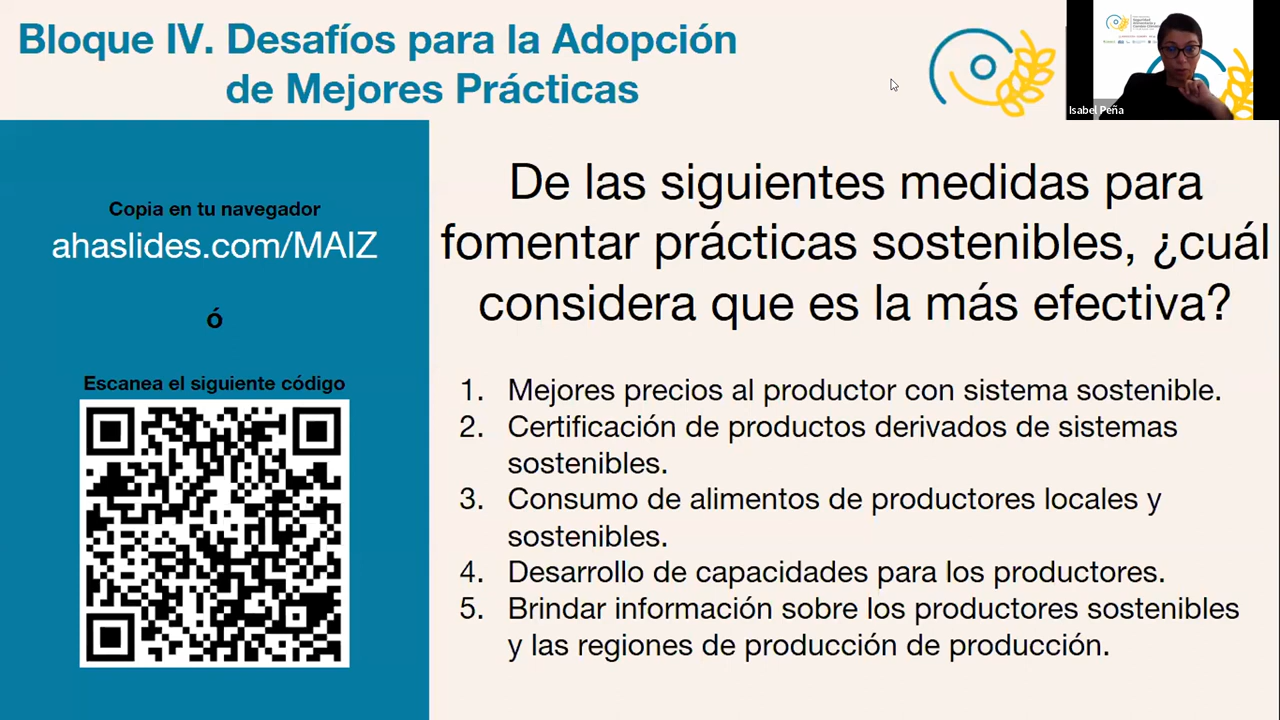 Bloque IV. Desafíos para la Adopción
de Mejores Prácticas
Isabel Peña
Copia en tu navegador
ahaslides.com/MAIZ
ó
Escanea el siguiente código
De las siguientes medidas para
fomentar prácticas sostenibles, ¿cuál
considera que es la más efectiva?
1. Mejores precios al productor con sistema sostenible.
2. Certificación de productos derivados de sistemas
sostenibles.
3. Consumo de alimentos de productores locales y
sostenibles.
4. Desarrollo de capacidades para los productores.
5. Brindar información sobre los productores sostenibles
y las regiones de producción de producción.